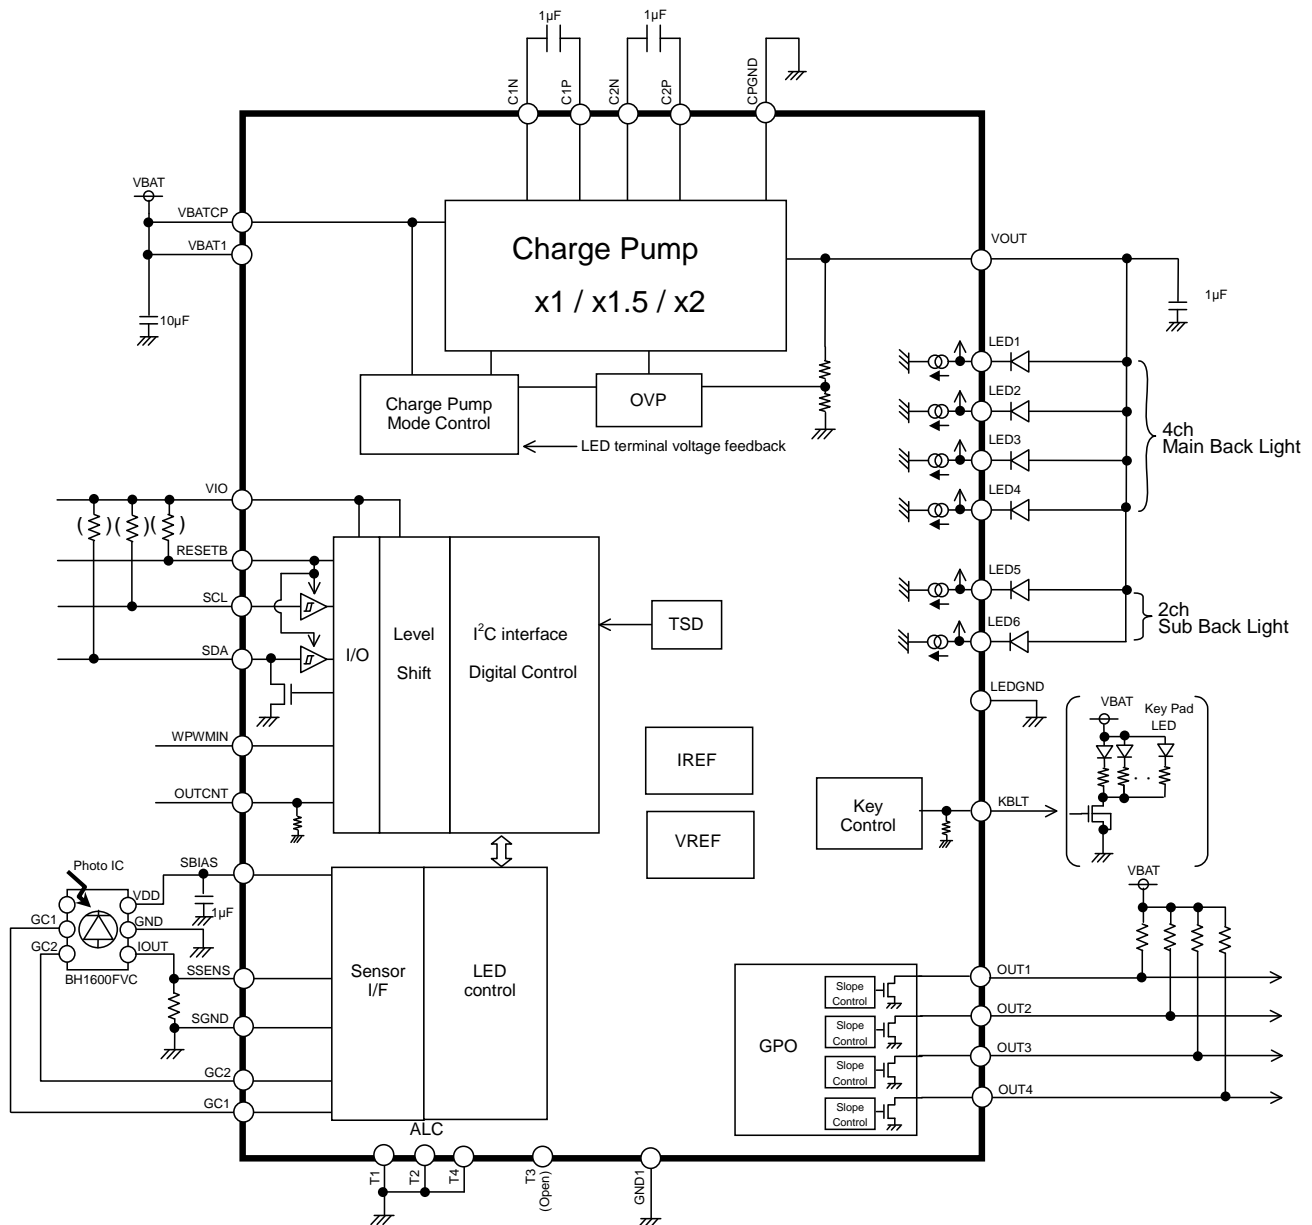 1μF
1μF
C1N
C1P
C2N
C2P
CPGND
VBAT
VBATCP
VBAT1
10μF
Charge Pump
x1 / x1.5 / x2
VOUT
1μF
Charge Pump
Mode Control
OVP
LED terminal voltage feedback
LED1
LED2
LED3
LED4
4ch
Main Back Light
LED5
LED6
2ch
Sub Back Light
LEDGND
VIO
( ) ( ) ( )
RESETB
SCL
SDA
WPWMIN
OUTCNT
I/O
Level
Shift
I2C interface
Digital Control
TSD
IREF
VREF
Key
Control
KBLT
VBAT
Key Pad
LED
. .
Photo IC
SBIAS
VDD
1μF
GC1
GND
GC2
IOUT
BH1600FVC
SSENS
SGND
GC2
GC1
Sensor
I/F
LED
control
ALC
VBAT
GPO
Slope
Control
Slope
Control
Slope
Control
Slope
Control
OUT1
OUT2
OUT3
OUT4
T1
T2
T4
T3
(Open)
GND1